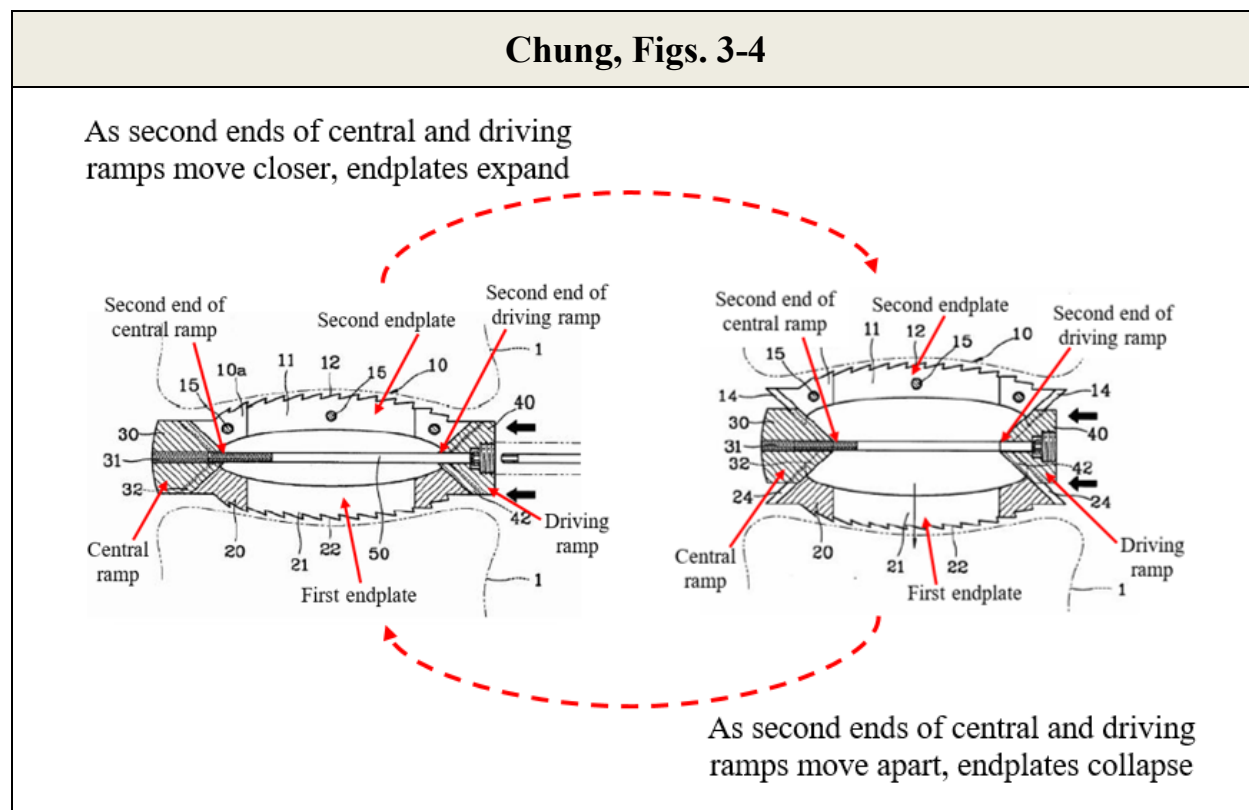 Chung, Figs. 3-4
As second ends of central and driving
ramps move closer, endplates expand
Second end of
central ramp
Second endplate
Second end of
driving ramp
1
15
10a
11
12
15
10
40
30
31
32
20
21
22
50
42
Central
ramp
First endplate
Driving
ramp
1
Second end of
central ramp
Second endplate
Second end of
driving ramp
15
11
12
10
15
1
14
14
30
40
31
32
42
24
24
20
21
22
Central
ramp
First endplate
Driving
ramp
1
As second ends of central and driving
ramps move apart, endplates collapse